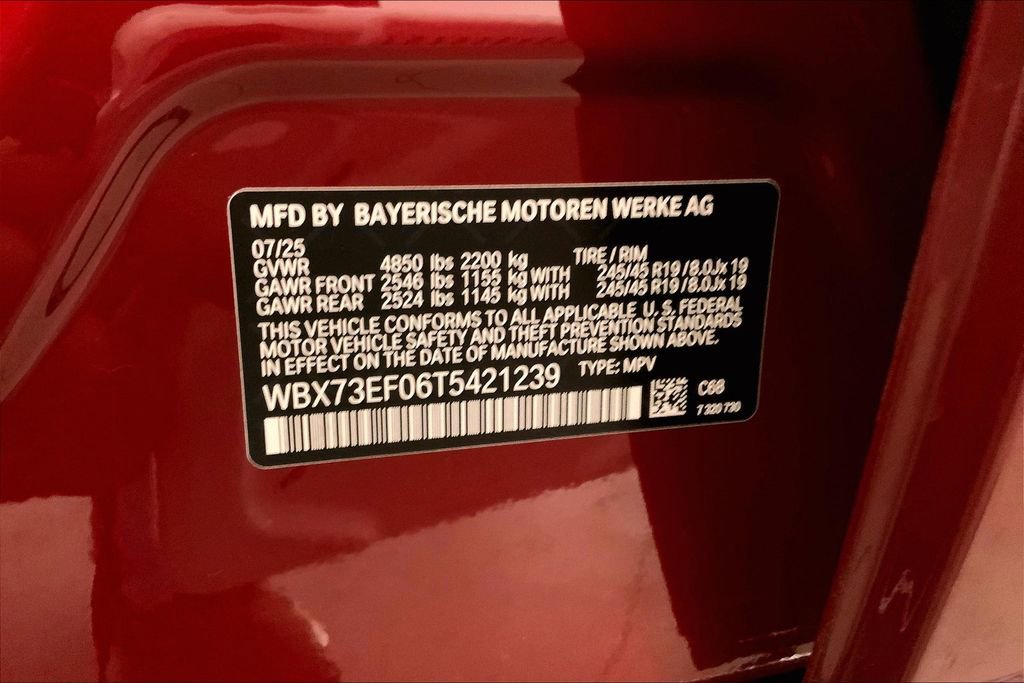 MFD BY BAYERISCHE MOTOREN WERKE AG
07/25
GVWR 4850 lbs 2200 kg TIRE / RIM
GAWR FRONT 2546 lbs 1155 kg WITH 245/45 R19 / 8.0Jx 19
GAWR REAR 2524 lbs 1145 kg WITH 245/45 R19 / 8.0Jx 19
THIS VEHICLE CONFORMS TO ALL APPLICABLE U. S. FEDERAL
MOTOR VEHICLE SAFETY AND THEFT PREVENTION STANDARDS
IN EFFECT ON THE DATE OF MANUFACTURE SHOWN ABOVE.
WBX73EF06T5421239 TYPE: MPV
C68
7 320 730